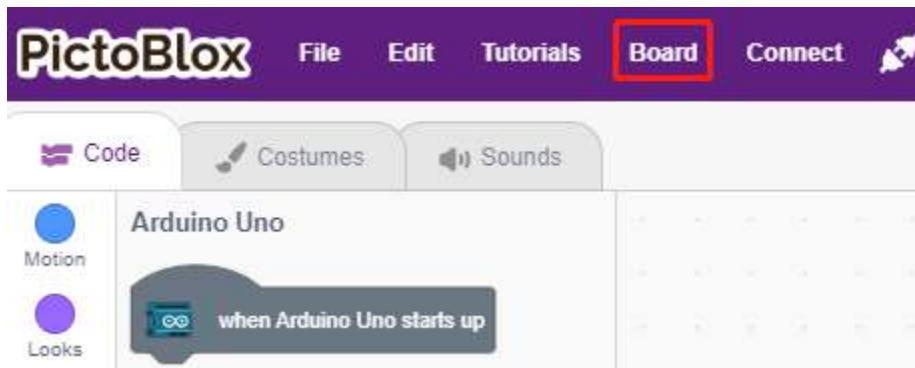 PictoBlox File Edit Tutorials Board Connect
Code Costumes Sounds
Arduino Uno
Motion
when Arduino Uno starts up
Looks